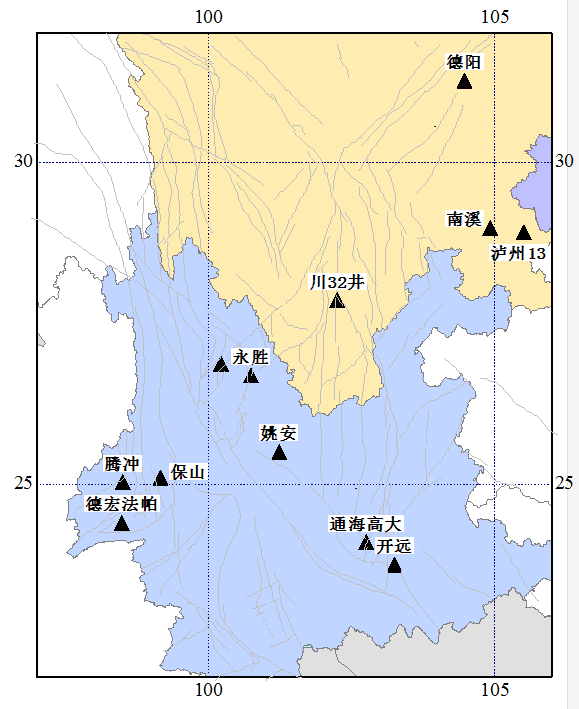 100 105
德阳
30 30
南溪
泸州13
川32井
永胜
姚安
腾冲
保山
25 25
德宏法帕
通海高大
开远
100 105